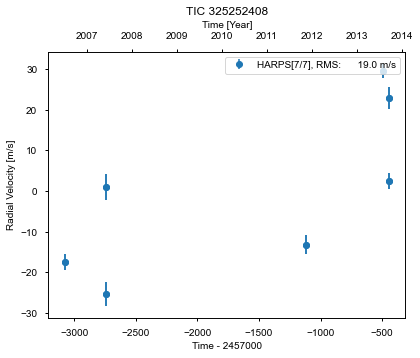 TIC 325252408
Time [Year]
2007 2008 2009 2010 2011 2012 2013 2014
HARPS[7/7], RMS: 19.0 m/s
30
20
10
0
−10
−20
−30
Radial Velocity [m/s]
−3000 −2500 −2000 −1500 −1000 −500
Time - 2457000